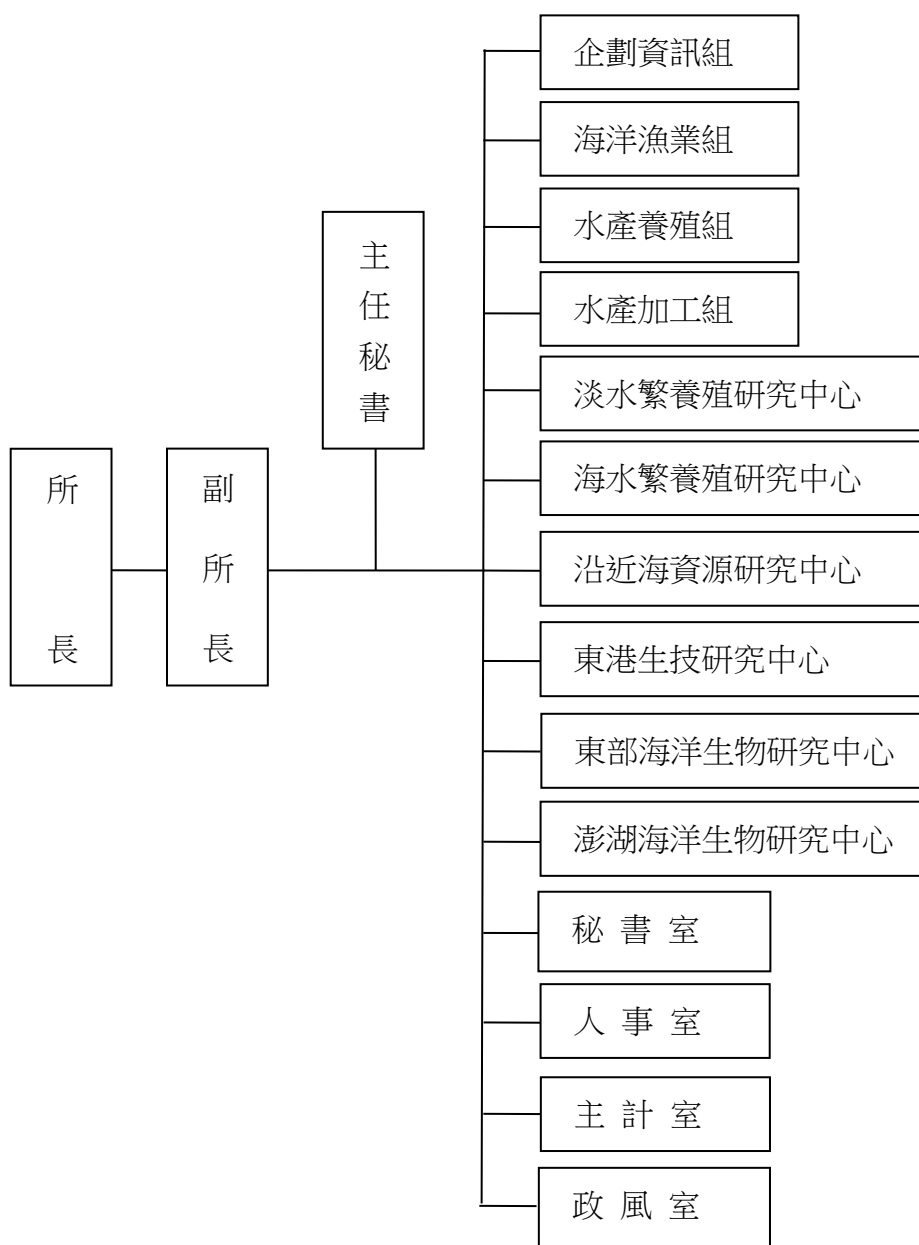 所長
副所長
主任秘書
企劃資訊組
海洋漁業組
水產養殖組
水產加工組
淡水繁養殖研究中心
海水繁養殖研究中心
沿近海資源研究中心
東港生技研究中心
東部海洋生物研究中心
澎湖海洋生物研究中心
秘 書 室
人 事 室
主 計 室
政 風 室